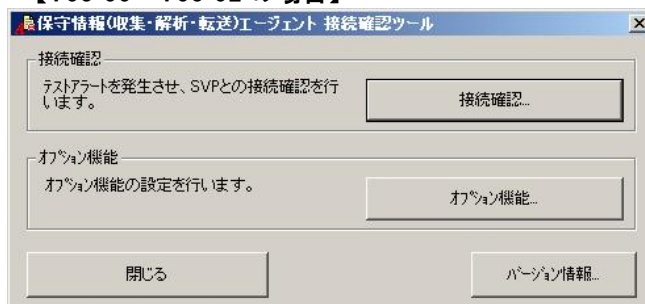 保守情報(収集・解析・転送)エージェント 接続確認ツール
接続確認
ﾃｽﾄｱﾗｰﾄを発生させ、SVPとの接続確認を行
います。
接続確認...
ｵﾌﾟｼｮﾝ機能
ｵﾌﾟｼｮﾝ機能の設定を行います。
ｵﾌﾟｼｮﾝ機能...
閉じる
ﾊﾞｰｼﾞｮﾝ情報...